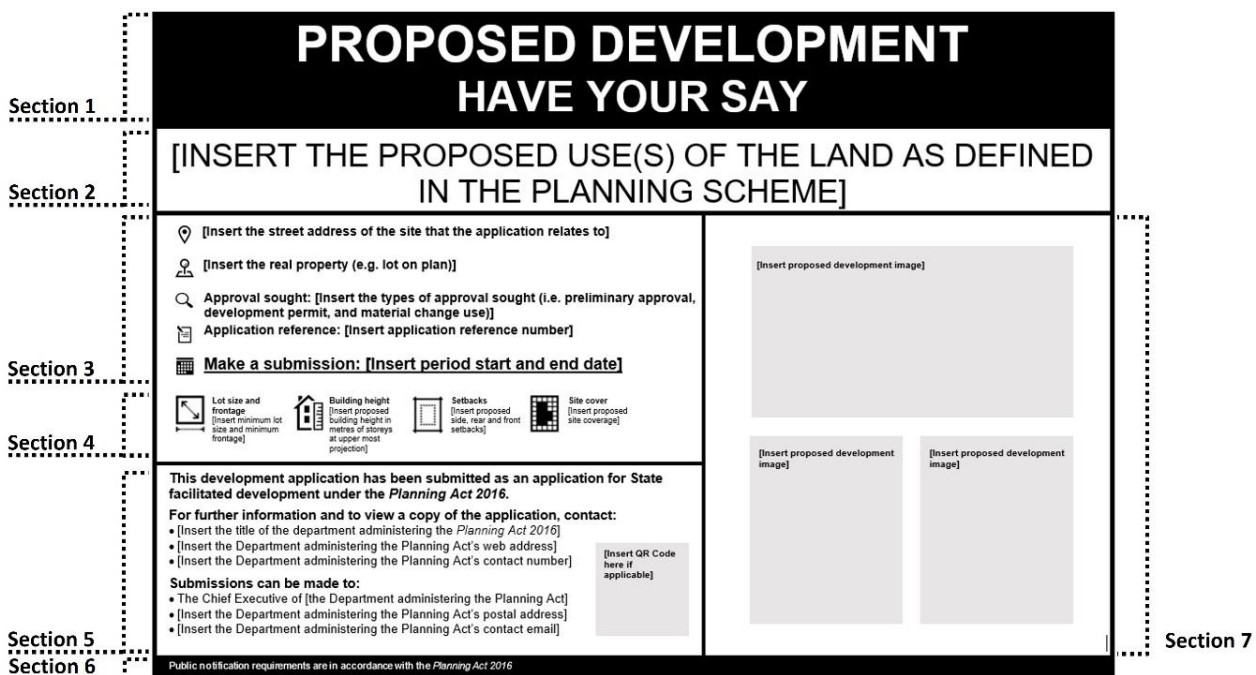 PROPOSED DEVELOPMENT
HAVE YOUR SAY
Section 1
[INSERT THE PROPOSED USE(S) OF THE LAND AS DEFINED
IN THE PLANNING SCHEME]
Section 2
[Insert the street address of the site that the application relates to]
[Insert the real property (e.g. lot on plan)]
Approval sought: [Insert the types of approval sought (i.e. preliminary approval,
development permit, and material change use)]
Application reference: [Insert application reference number]
Make a submission: [Insert period start and end date]
Section 3
Lot size and
frontage
[Insert minimum lot
size and minimum
frontage]
Building height
[Insert proposed
building height in
metres of storeys
at upper most
projection]
Setbacks
[Insert proposed
side, rear and front
setbacks]
Site cover
[Insert proposed
site coverage]
Section 4
This development application has been submitted as an application for State
facilitated development under the Planning Act 2016.
For further information and to view a copy of the application, contact:
• [Insert the title of the department administering the Planning Act 2016]
• [Insert the Department administering the Planning Act's web address]
• [Insert the Department administering the Planning Act's contact number]
Submissions can be made to:
• The Chief Executive of [the Department administering the Planning Act]
• [Insert the Department administering the Planning Act's postal address]
• [Insert the Department administering the Planning Act's contact email]
[Insert QR Code
here if
applicable]
Section 5
Section 6
Public notification requirements are in accordance with the Planning Act 2016
[Insert proposed development image]
[Insert proposed development
image]
[Insert proposed development
image]
Section 7